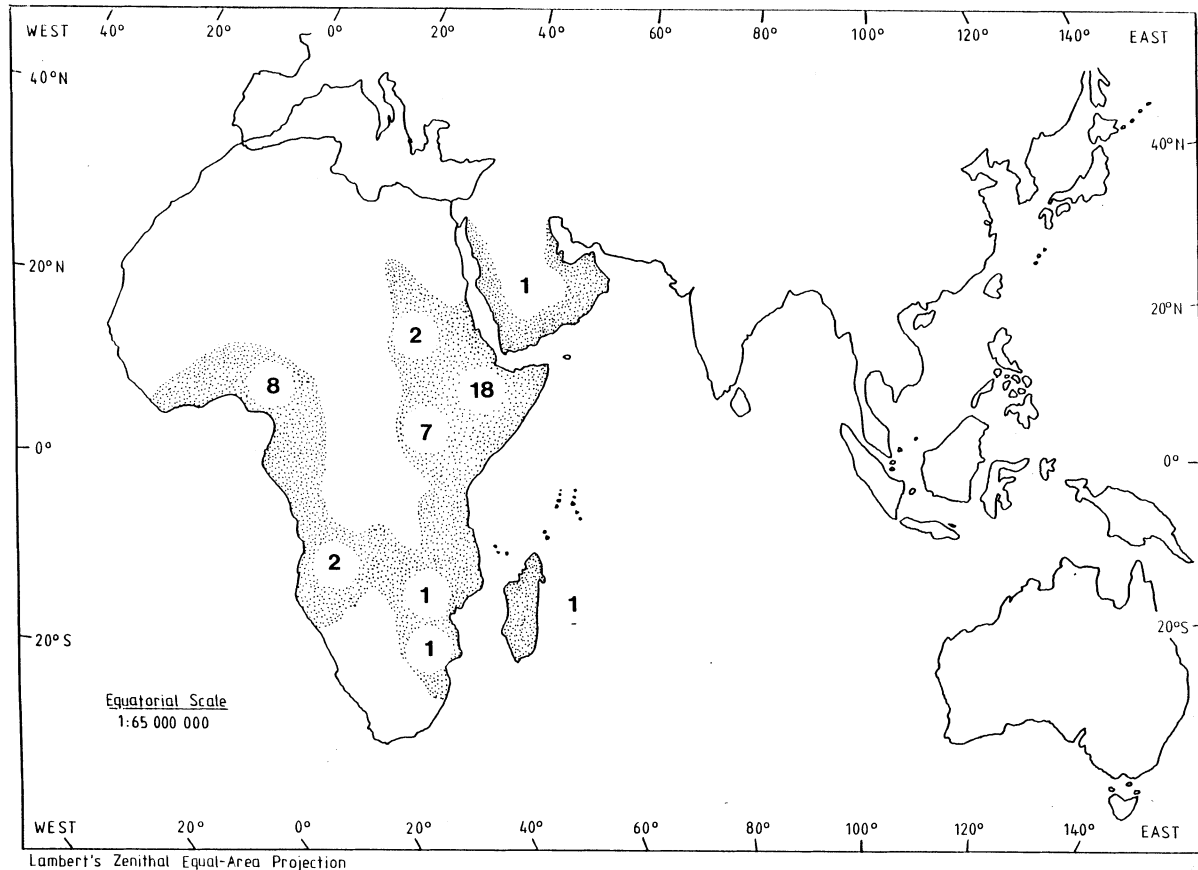 WEST 40° 20° 0° 20° 40° 60° 80° 100° 120° 140° EAST
40°N
40°N
20°N
20°N
1
2
8
18
7
0°
0°
2
1
1
1
20°S
20°S
Equatorial Scale
1:65 000 000
WEST 20° 0° 20° 40° 60° 80° 100° 120° 140° EAST
Lambert's Zenithal Equal-Area Projection